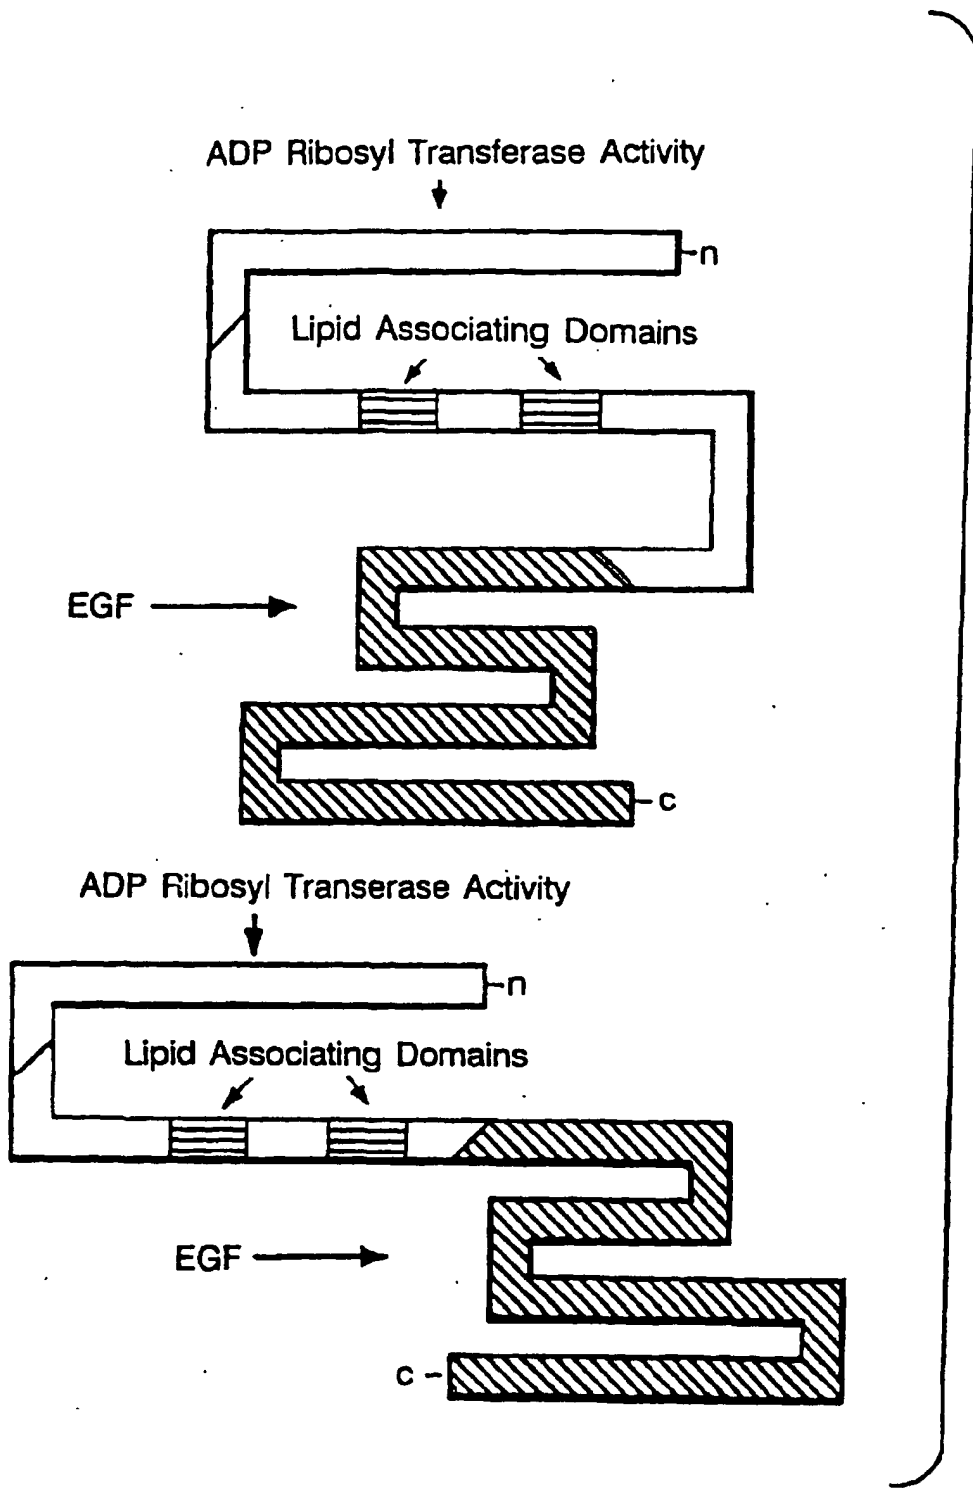 ADP Ribosyl Transferase Activity
n
Lipid Associating Domains
EGF
c
ADP Ribosyl Transerase Activity
n
Lipid Associating Domains
EGF
c